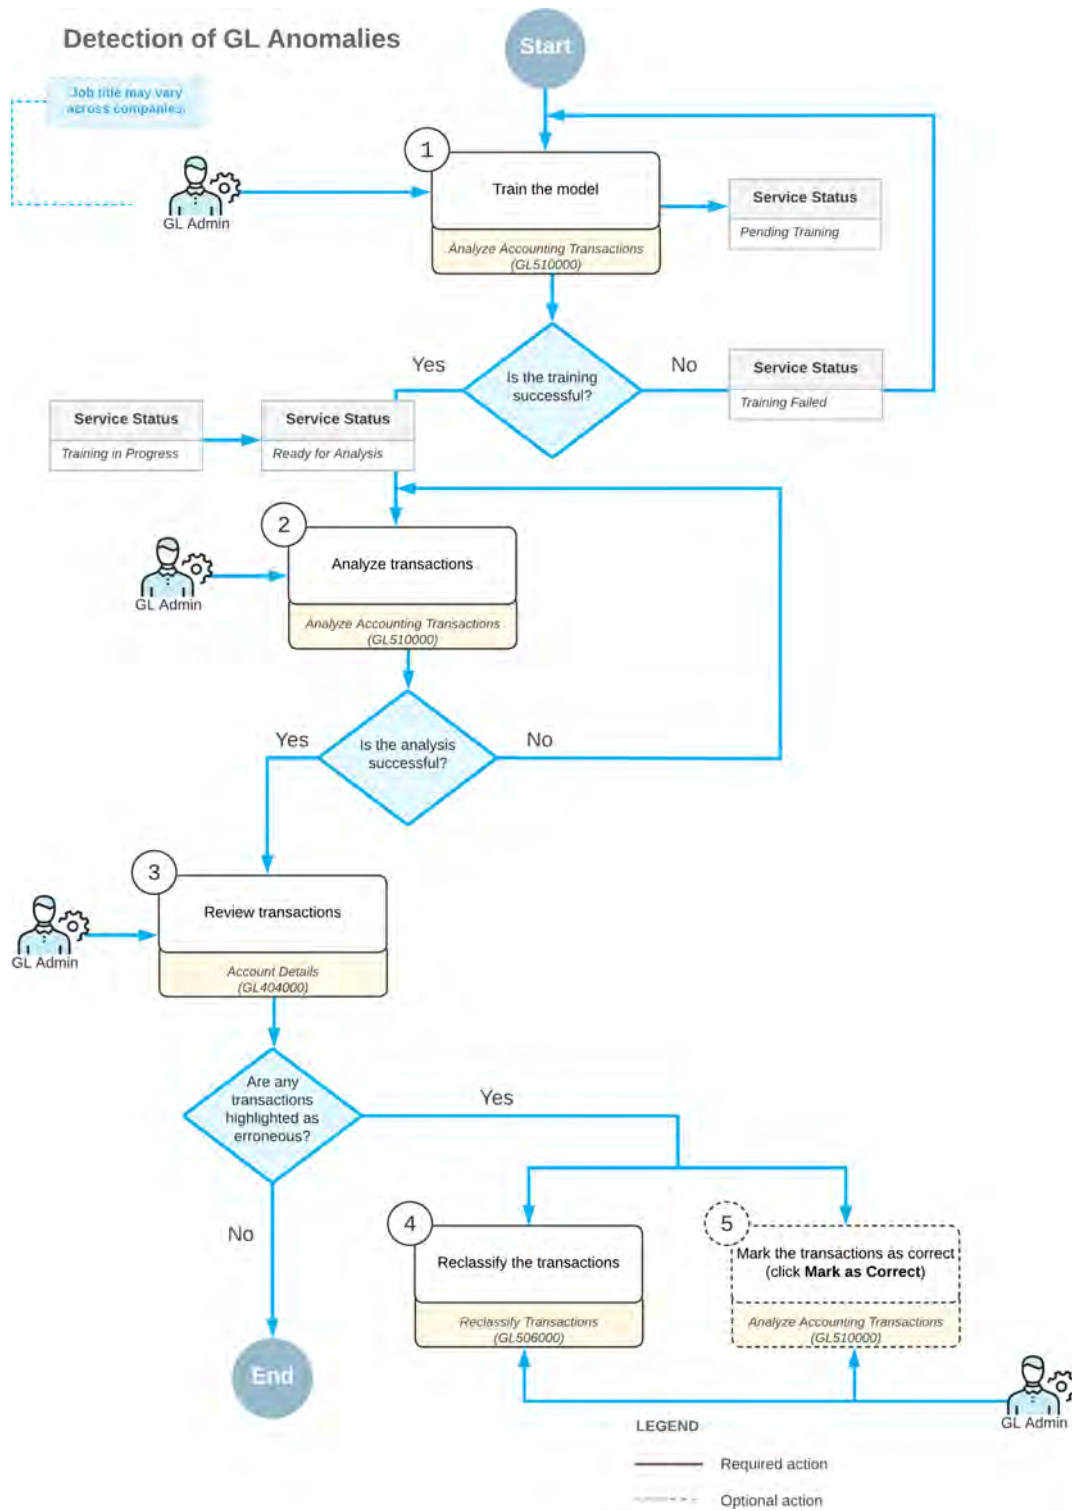 Detection of GL Anomalies
Start
Job title may vary
across companies.
1
Train the model
GL Admin
Analyze Accounting Transactions
(GL510000)
Service Status
Pending Training
Yes
Is the training
successful?
No
Service Status
Training Failed
Service Status
Training in Progress
Service Status
Ready for Analysis
2
Analyze transactions
GL Admin
Analyze Accounting Transactions
(GL510000)
Yes
Is the analysis
successful?
No
3
Review transactions
GL Admin
Account Details
(GL404000)
Are any
transactions
highlighted as
erroneous?
Yes
No
4
Reclassify the transactions
Reclassify Transactions
(GL506000)
5
Mark the transactions as correct
(click Mark as Correct)
Analyze Accounting Transactions
(GL510000)
End
GL Admin
LEGEND
Required action
Optional action